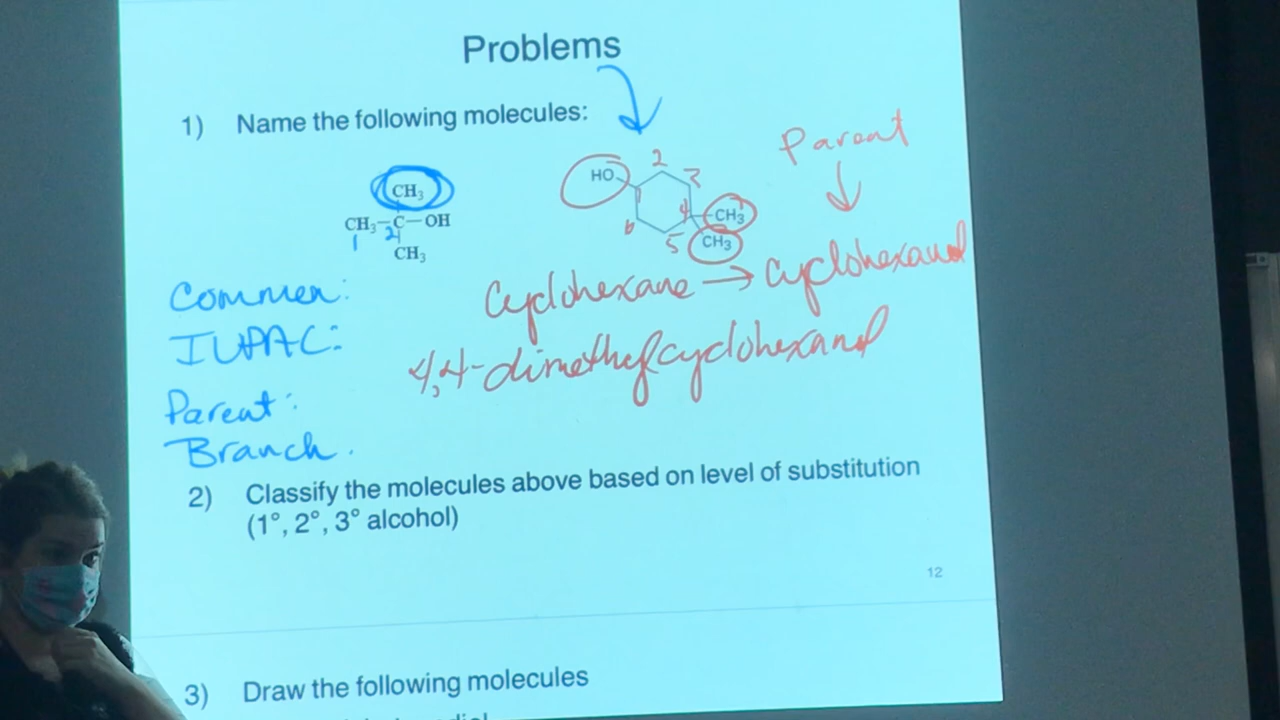 Problems
1) Name the following molecules:
Parent
HO
2
3
CH₃
CH₃–C–OH
1
2
CH₃
6
5
4
CH₃
CH₃
Common:
Cyclohexane → cyclohexanol
IUPAC:
4,4-dimethylcyclohexanol
Parent:
Branch.
2) Classify the molecules above based on level of substitution
(1°, 2°, 3° alcohol)
12
3) Draw the following molecules